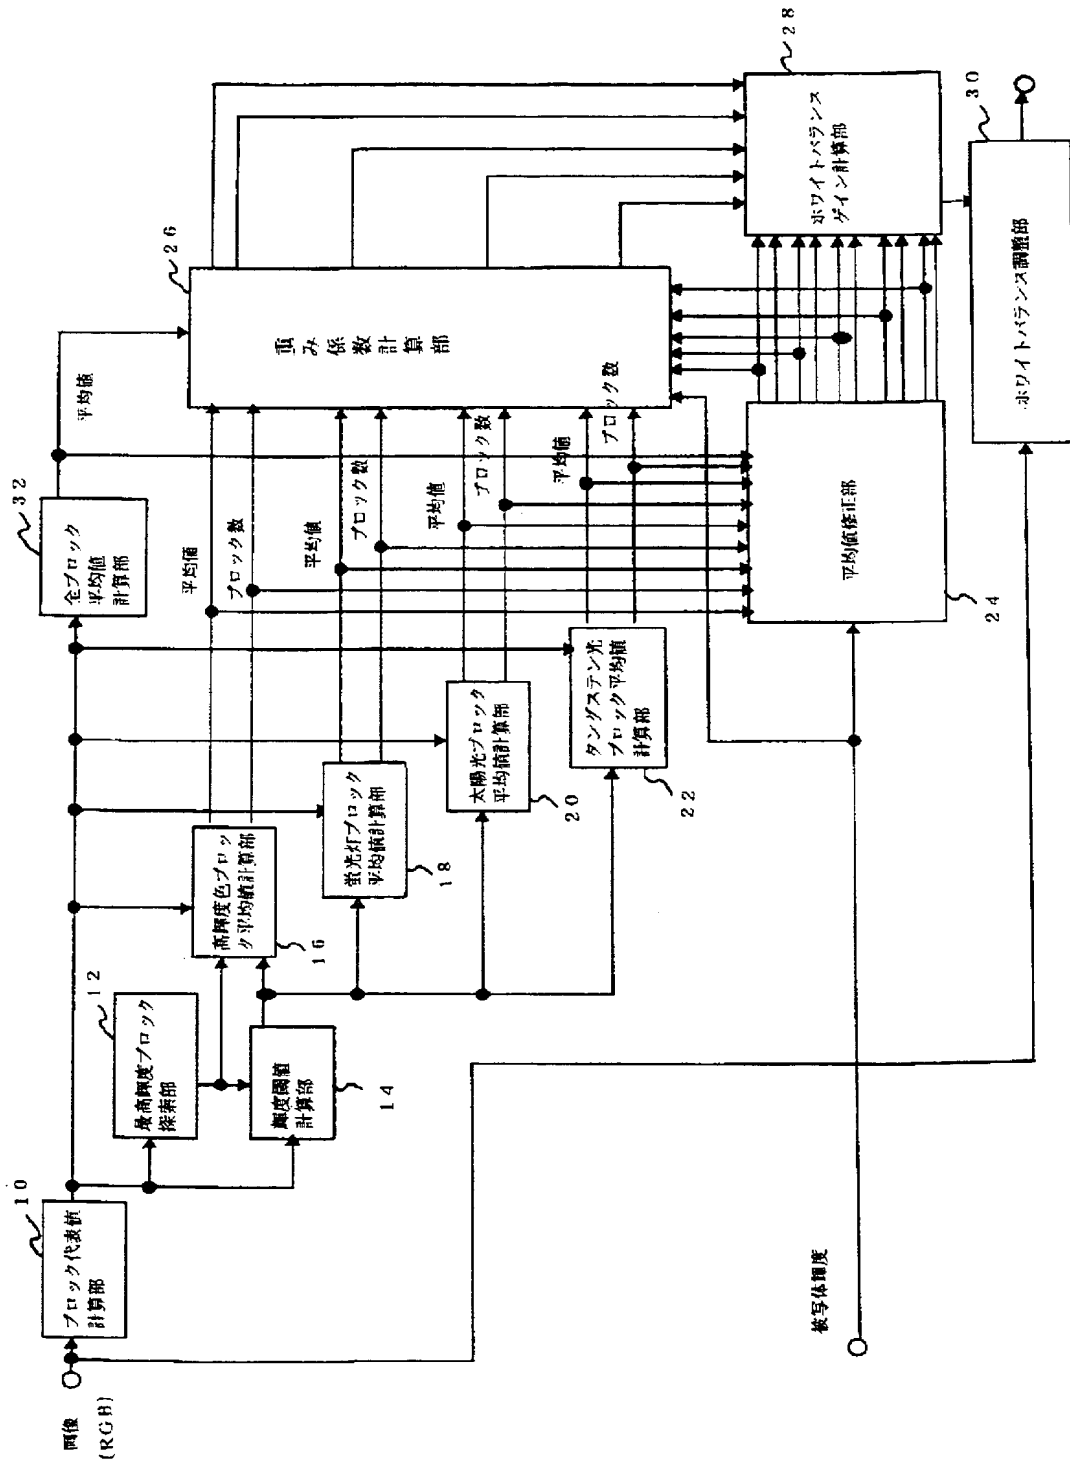 画像
(RGB)
10
ブロック代表値
計算部
12
最高輝度ブロック
探索部
輝度閾値
計算部
14
32
全ブロック
平均値
計算部
高輝度色ブロッ
ク平均値計算部
16
蛍光灯ブロック
平均値計算部
18
太陽光ブロック
平均値計算部
20
タングステン光
ブロック平均値
計算部
22
平均値
平均値
ブロック数
平均値
ブロック数
平均値
ブロック数
平均値
ブロック数
26
重み係数計算部
被写体輝度
平均値修正部
24
28
ホワイトバランス
ゲイン計算部
30
ホワイトバランス調整部